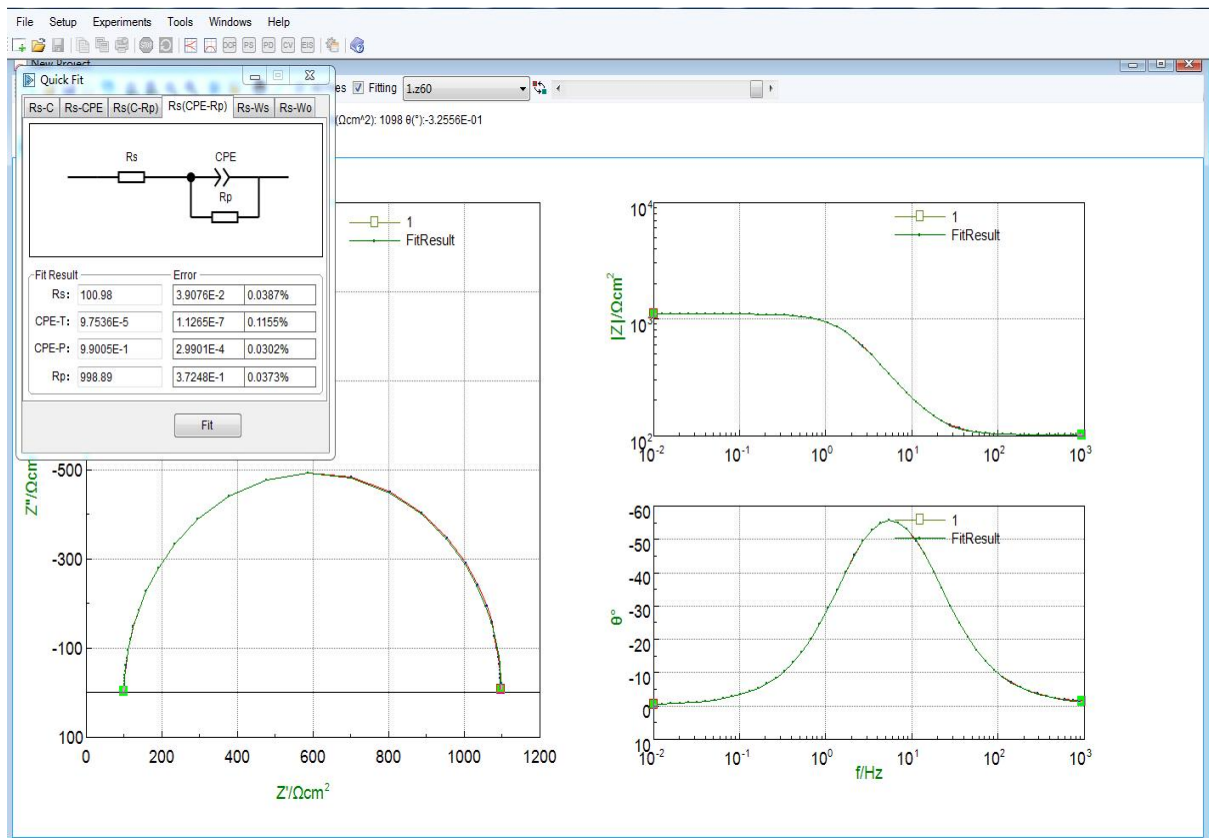 File Setup Experiments Tools Windows Help
STOP DCP PS PD CV EIS
New Project
Quick Fit
es Fitting 1.z60
Rs-C Rs-CPE Rs(C-Rp) Rs(CPE-Rp) Rs-Ws Rs-Wo
(Ωcm^2): 1098 θ(°):-3.2556E-01
Rs CPE
Rp
Fit Result Error
Rs: 100.98 3.9076E-2 0.0387%
CPE-T: 9.7536E-5 1.1265E-7 0.1155%
CPE-P: 9.9005E-1 2.9901E-4 0.0302%
Rp: 998.89 3.7248E-1 0.0373%
Fit
1
FitResult
-500
-300
-100
100
Z"/Ωcm
0 200 400 600 800 1000 1200
Z'/Ωcm²
10⁴
10³
10²
|Z|/Ωcm²
1
FitResult
10⁻² 10⁻¹ 10⁰ 10¹ 10² 10³
-60
-50
-40
-30
-20
-10
0
10
θ°
1
FitResult
10⁻² 10⁻¹ 10⁰ 10¹ 10² 10³
f/Hz